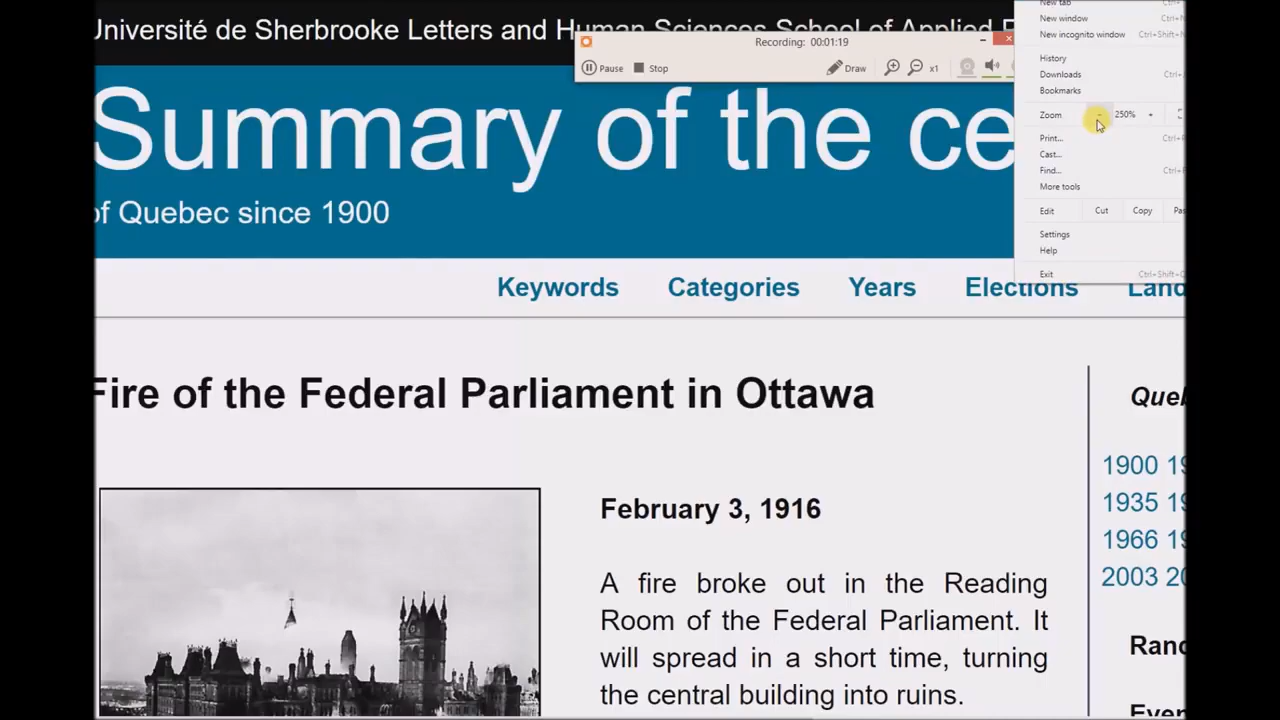 Université de Sherbrooke Letters and Human Sciences School of Applied
Recording: 00:01:19
Pause
Stop
Draw
x1
New tab
New window
New incognito window
History
Downloads
Bookmarks
Zoom
- 250% +
Print...
Cast...
Find...
More tools
Edit Cut Copy
Settings
Help
Exit
Summary of the ce
of Quebec since 1900
Keywords Categories Years Elections
Fire of the Federal Parliament in Ottawa
February 3, 1916
A fire broke out in the Reading
Room of the Federal Parliament. It
will spread in a short time, turning
the central building into ruins.
1900
1935
1966
2003